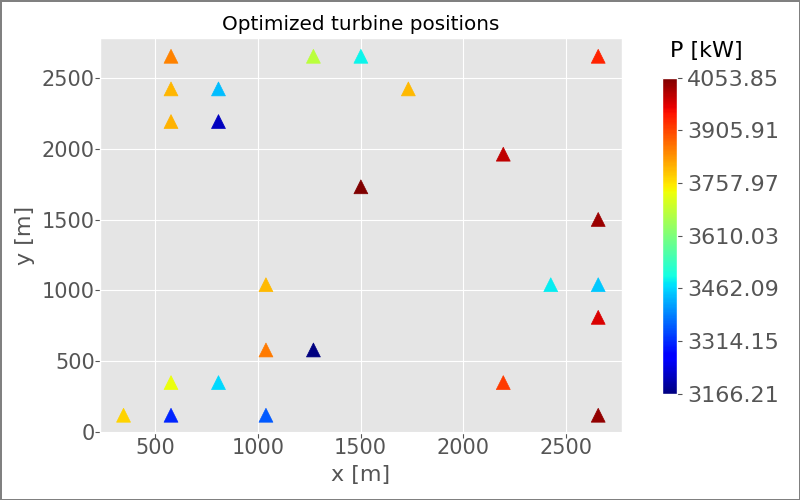 Optimized turbine positions
P [kW]
4053.85
3905.91
3757.97
3610.03
3462.09
3314.15
3166.21
y [m]
2500
2000
1500
1000
500
0
500 1000 1500 2000 2500
x [m]